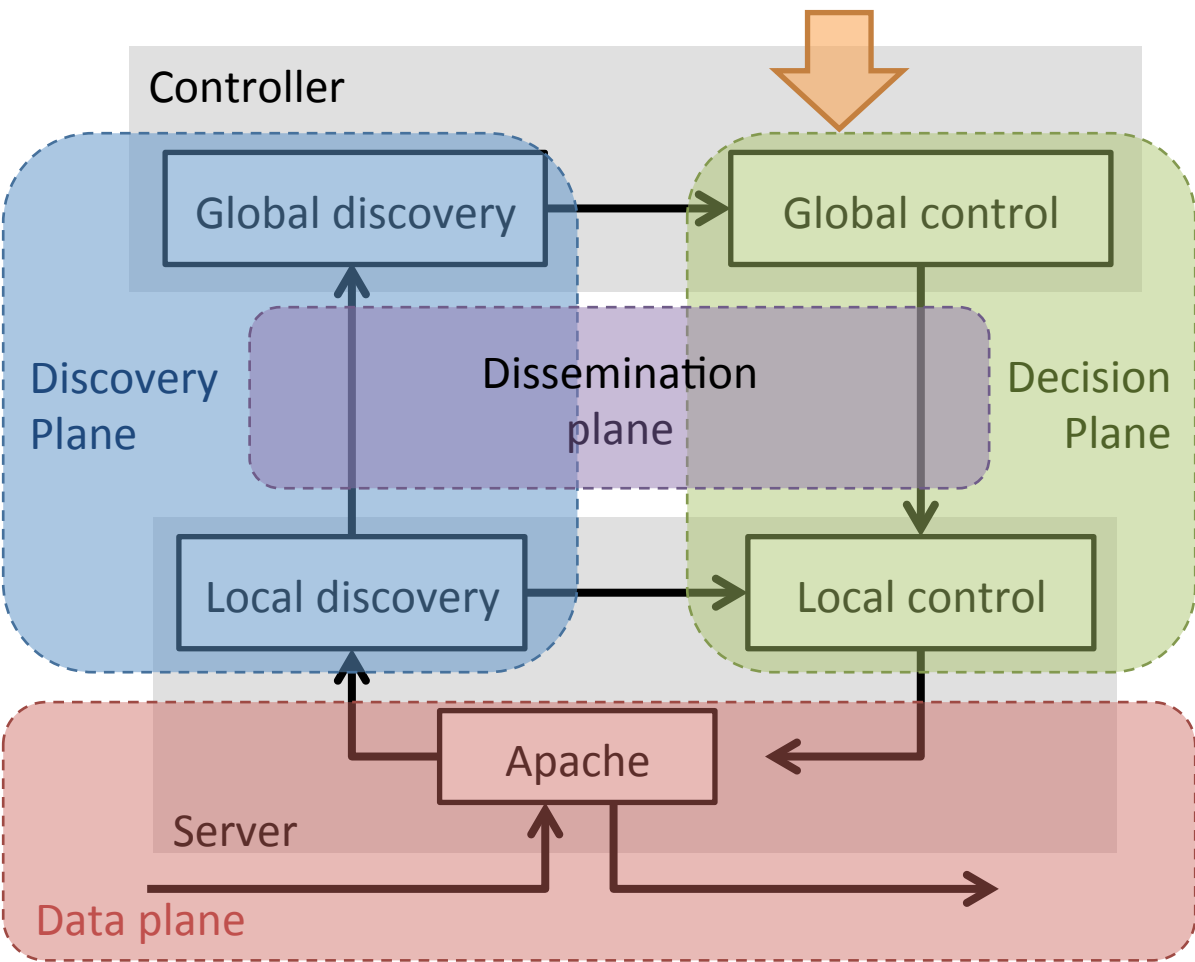 Controller
Global discovery
Global control
Discovery
Plane
Dissemination
plane
Decision
Plane
Local discovery
Local control
Apache
Server
Data plane